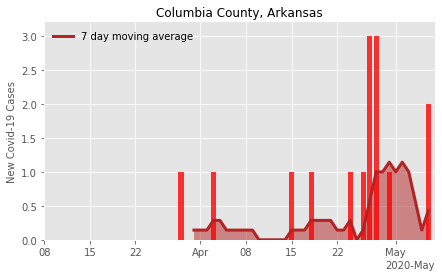 Columbia County, Arkansas
7 day moving average
New Covid-19 Cases
3.0
2.5
2.0
1.5
1.0
0.5
0.0
08 15 22 Apr 08 15 22 May
2020-May